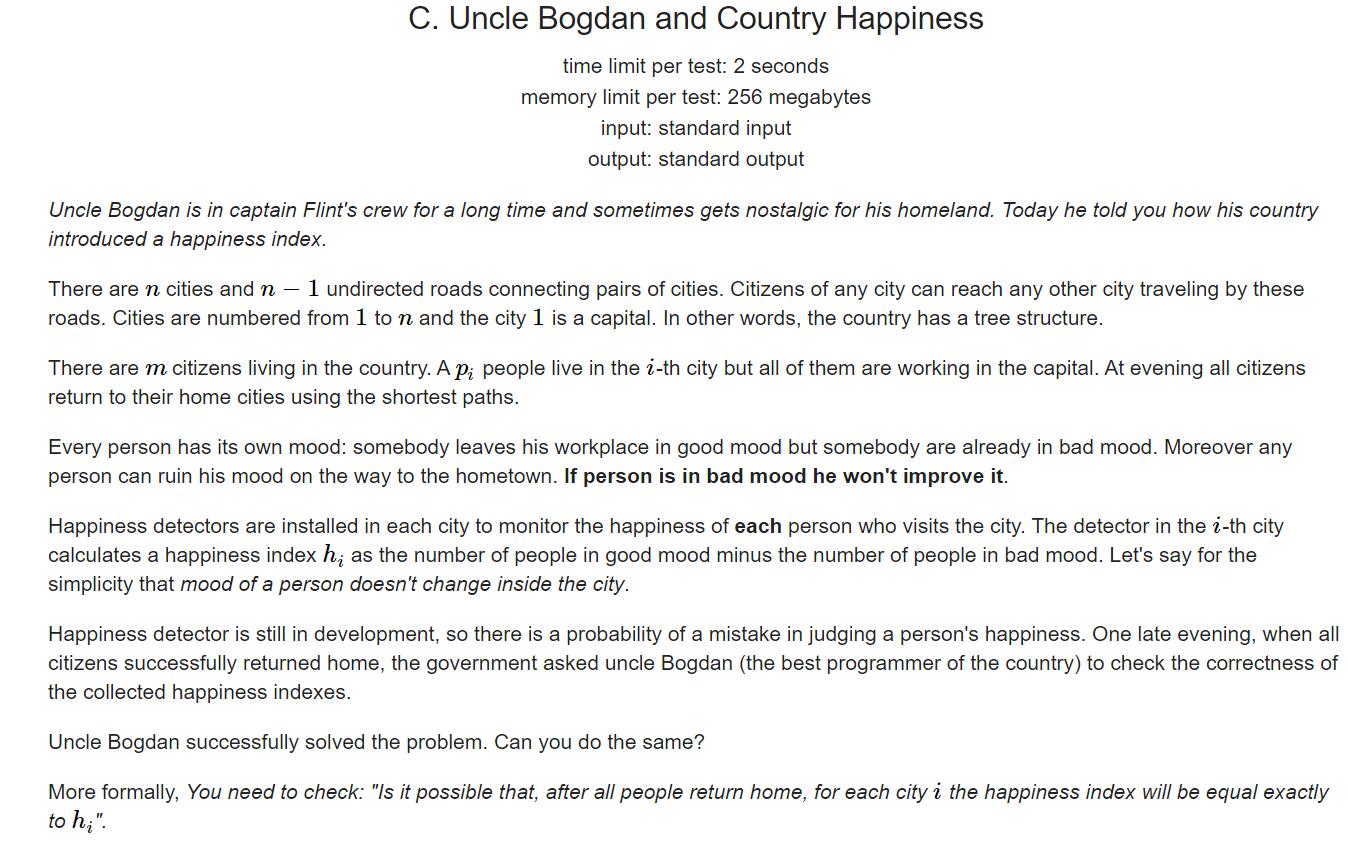 C. Uncle Bogdan and Country Happiness
time limit per test: 2 seconds
memory limit per test: 256 megabytes
input: standard input
output: standard output
Uncle Bogdan is in captain Flint's crew for a long time and sometimes gets nostalgic for his homeland. Today he told you how his country
introduced a happiness index.
There are n cities and n − 1 undirected roads connecting pairs of cities. Citizens of any city can reach any other city traveling by these
roads. Cities are numbered from 1 to n and the city 1 is a capital. In other words, the country has a tree structure.
There are m citizens living in the country. A p_i people live in the i-th city but all of them are working in the capital. At evening all citizens
return to their home cities using the shortest paths.
Every person has its own mood: somebody leaves his workplace in good mood but somebody are already in bad mood. Moreover any
person can ruin his mood on the way to the hometown. If person is in bad mood he won't improve it.
Happiness detectors are installed in each city to monitor the happiness of each person who visits the city. The detector in the i-th city
calculates a happiness index h_i as the number of people in good mood minus the number of people in bad mood. Let's say for the
simplicity that mood of a person doesn't change inside the city.
Happiness detector is still in development, so there is a probability of a mistake in judging a person's happiness. One late evening, when all
citizens successfully returned home, the government asked uncle Bogdan (the best programmer of the country) to check the correctness of
the collected happiness indexes.
Uncle Bogdan successfully solved the problem. Can you do the same?
More formally, You need to check: "Is it possible that, after all people return home, for each city i the happiness index will be equal exactly
to h_i".